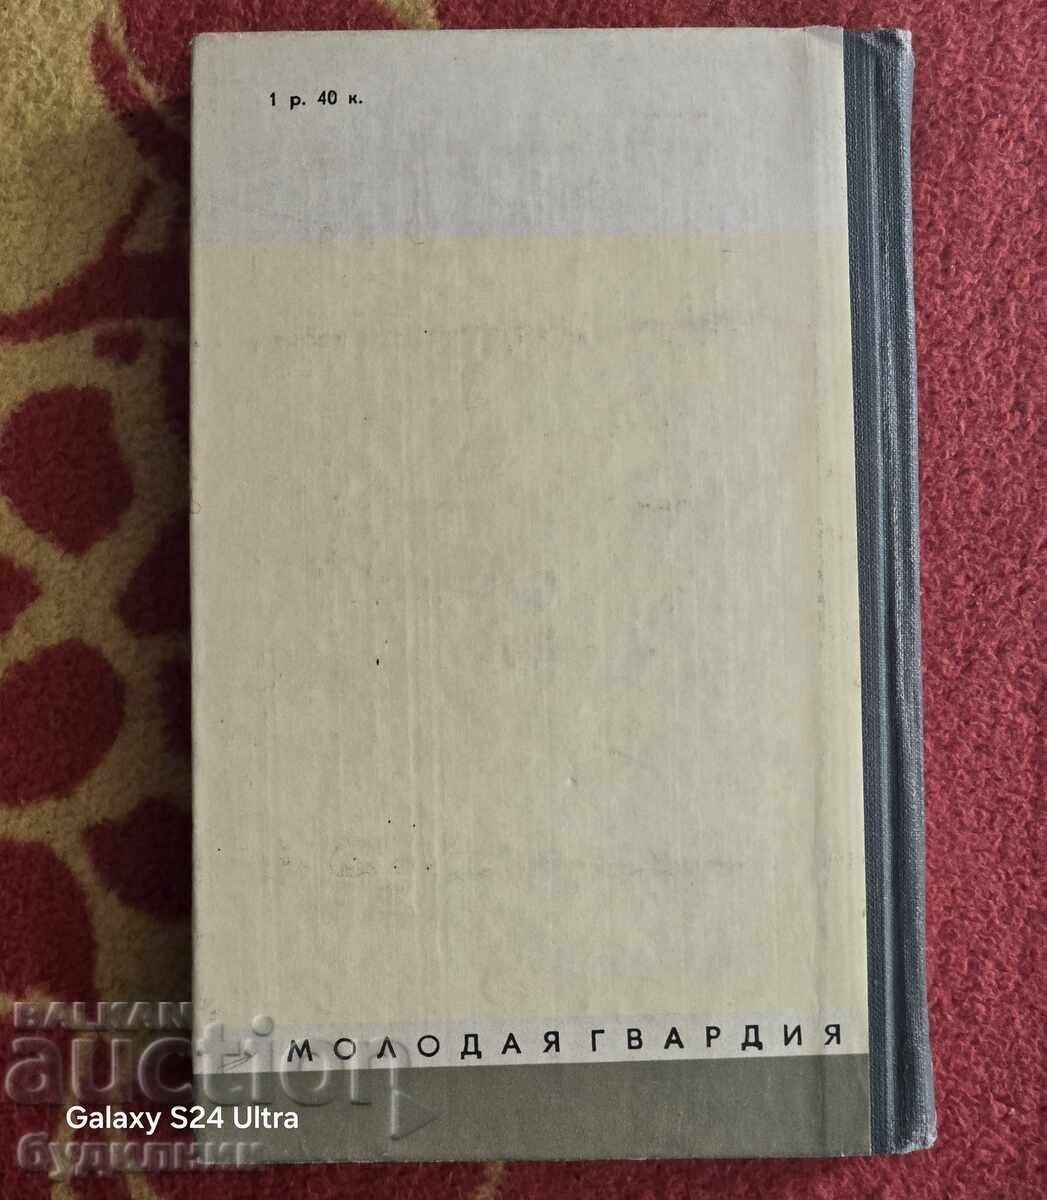 1 р. 40 к.
МОЛОДАЯ ГВАРДИЯ
BALKAN
auction
Galaxy S24 Ultra
будилник